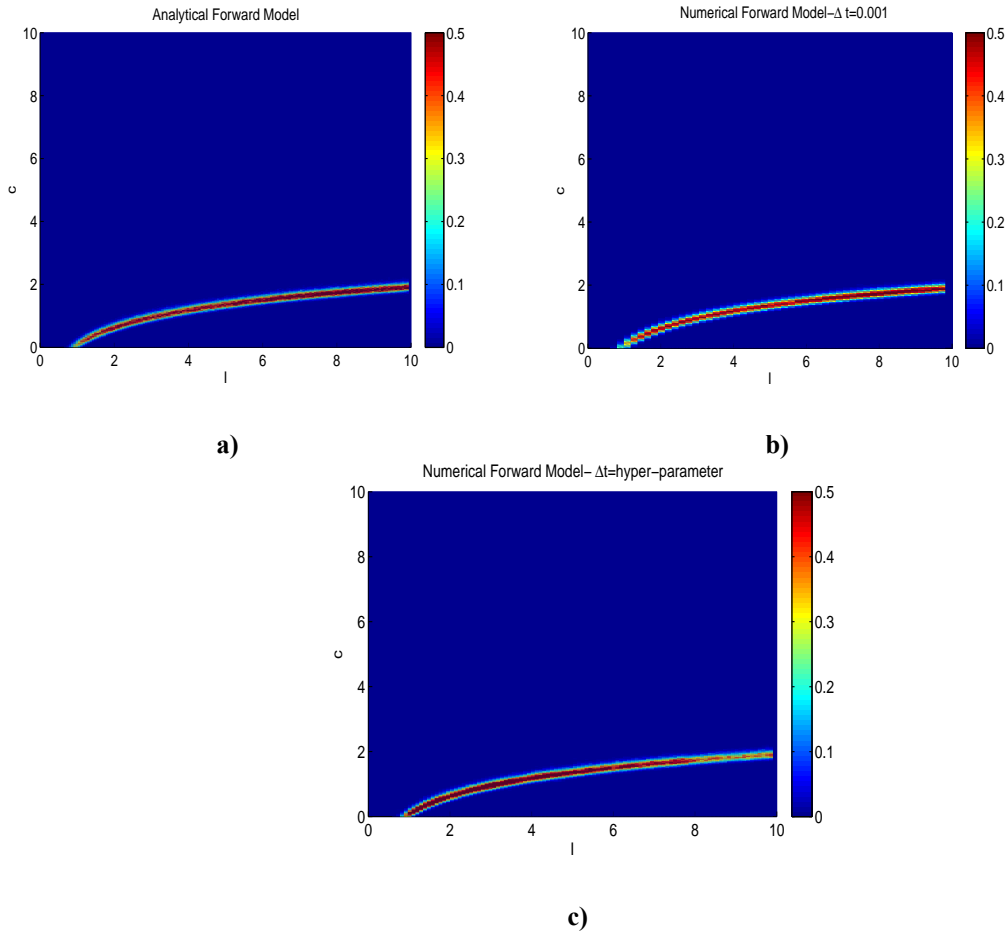 Analytical Forward Model
10
8
6
4
2
0
c
0 2 4 6 8 10
l
0.5
0.4
0.3
0.2
0.1
0
a)
Numerical Forward Model–Δ t=0.001
10
8
6
4
2
0
c
0 2 4 6 8 10
l
0.5
0.4
0.3
0.2
0.1
0
b)
Numerical Forward Model– Δt=hyper–parameter
10
8
6
4
2
0
c
0 2 4 6 8 10
l
0.5
0.4
0.3
0.2
0.1
0
c)